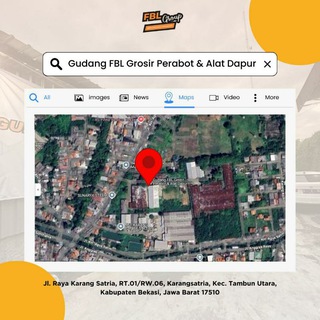 FBL Group
Gudang FBL Grosir Perabot & Alat Dapur
All
images
News
Maps
Video
More
Jl. Raya Karang Satria, RT.01/RW.06, Karangsatria, Kec. Tambun Utara,
Kabupaten Bekasi, Jawa Barat 17510